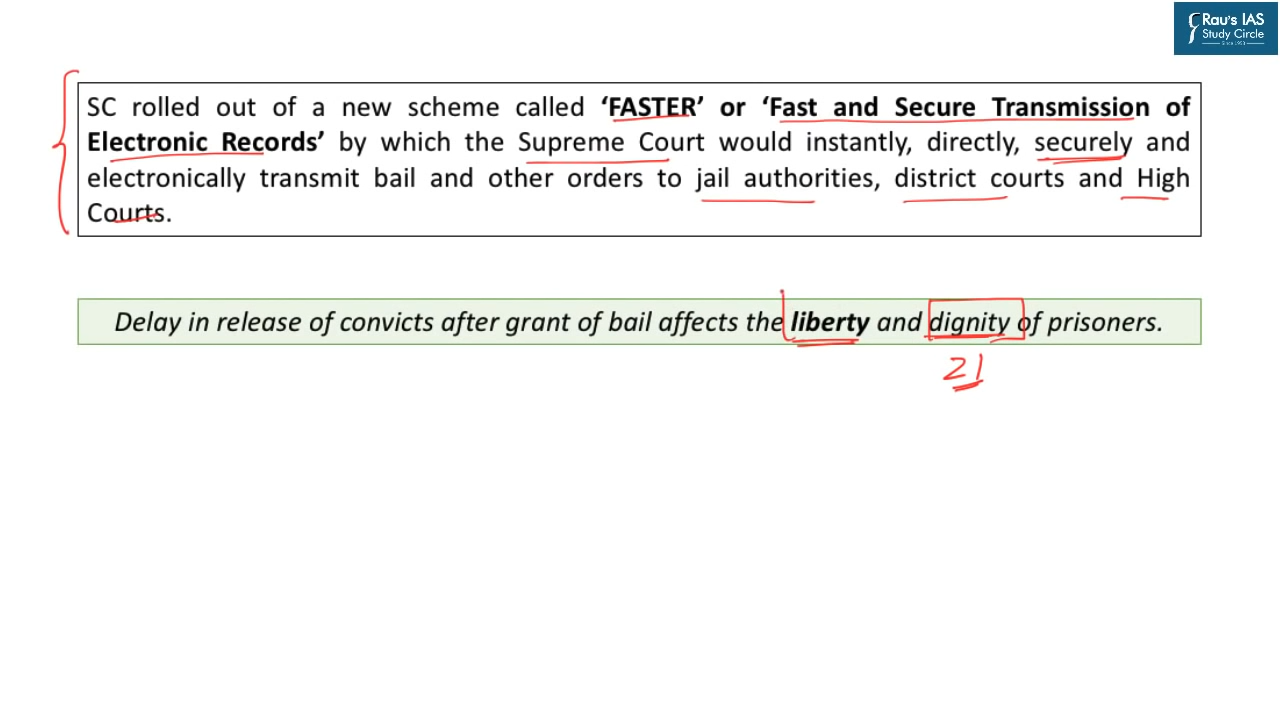 Rau's IAS
Study Circle
Since 1953
SC rolled out of a new scheme called ‘FASTER’ or ‘Fast and Secure Transmission of
Electronic Records’ by which the Supreme Court would instantly, directly, securely and
electronically transmit bail and other orders to jail authorities, district courts and High
Courts.
Delay in release of convicts after grant of bail affects the liberty and dignity of prisoners.
21